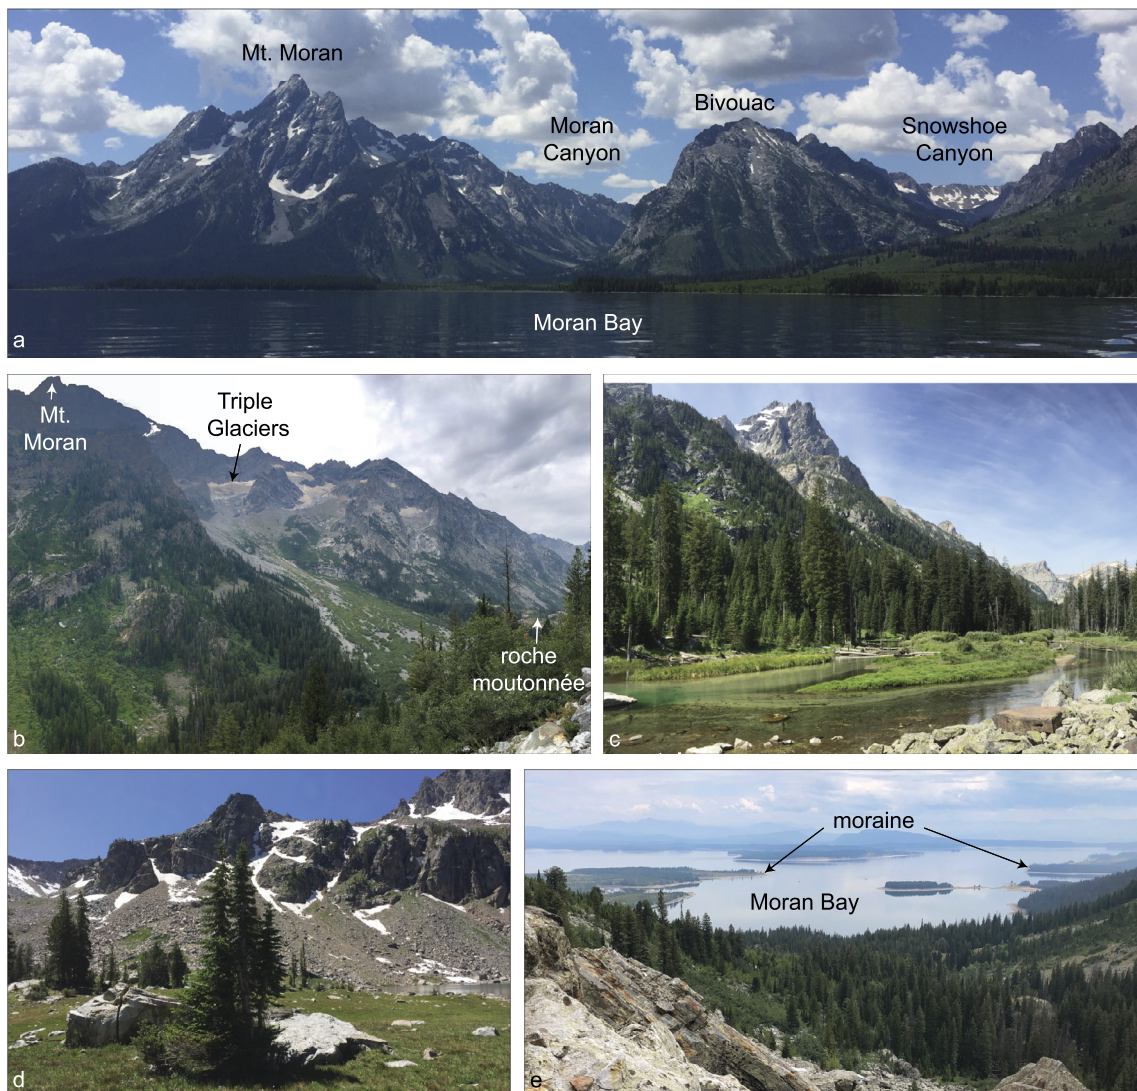 Mt. Moran
Moran
Canyon
Bivouac
Snowshoe
Canyon
Moran Bay
a
Mt.
Moran
Triple
Glaciers
roche
moutonnée
b
c
d
moraine
Moran Bay
e